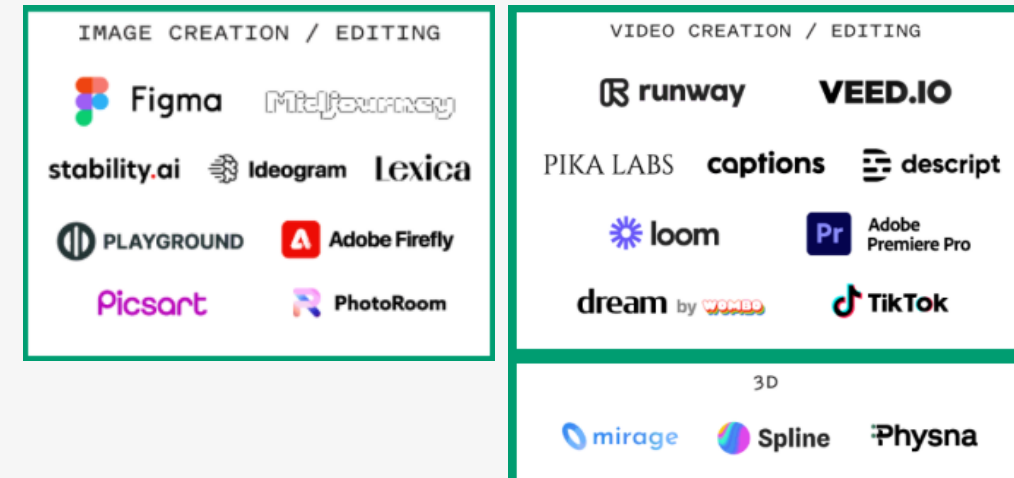 IMAGE CREATION / EDITING
Figma Midjourney
stability.ai Ideogram Lexica
PLAYGROUND Adobe Firefly
Picsart PhotoRoom
VIDEO CREATION / EDITING
runway VEED.IO
PIKA LABS captions descript
loom Pr Adobe
Premiere Pro
dream by WOMBO TikTok
3D
mirage Spline Physna